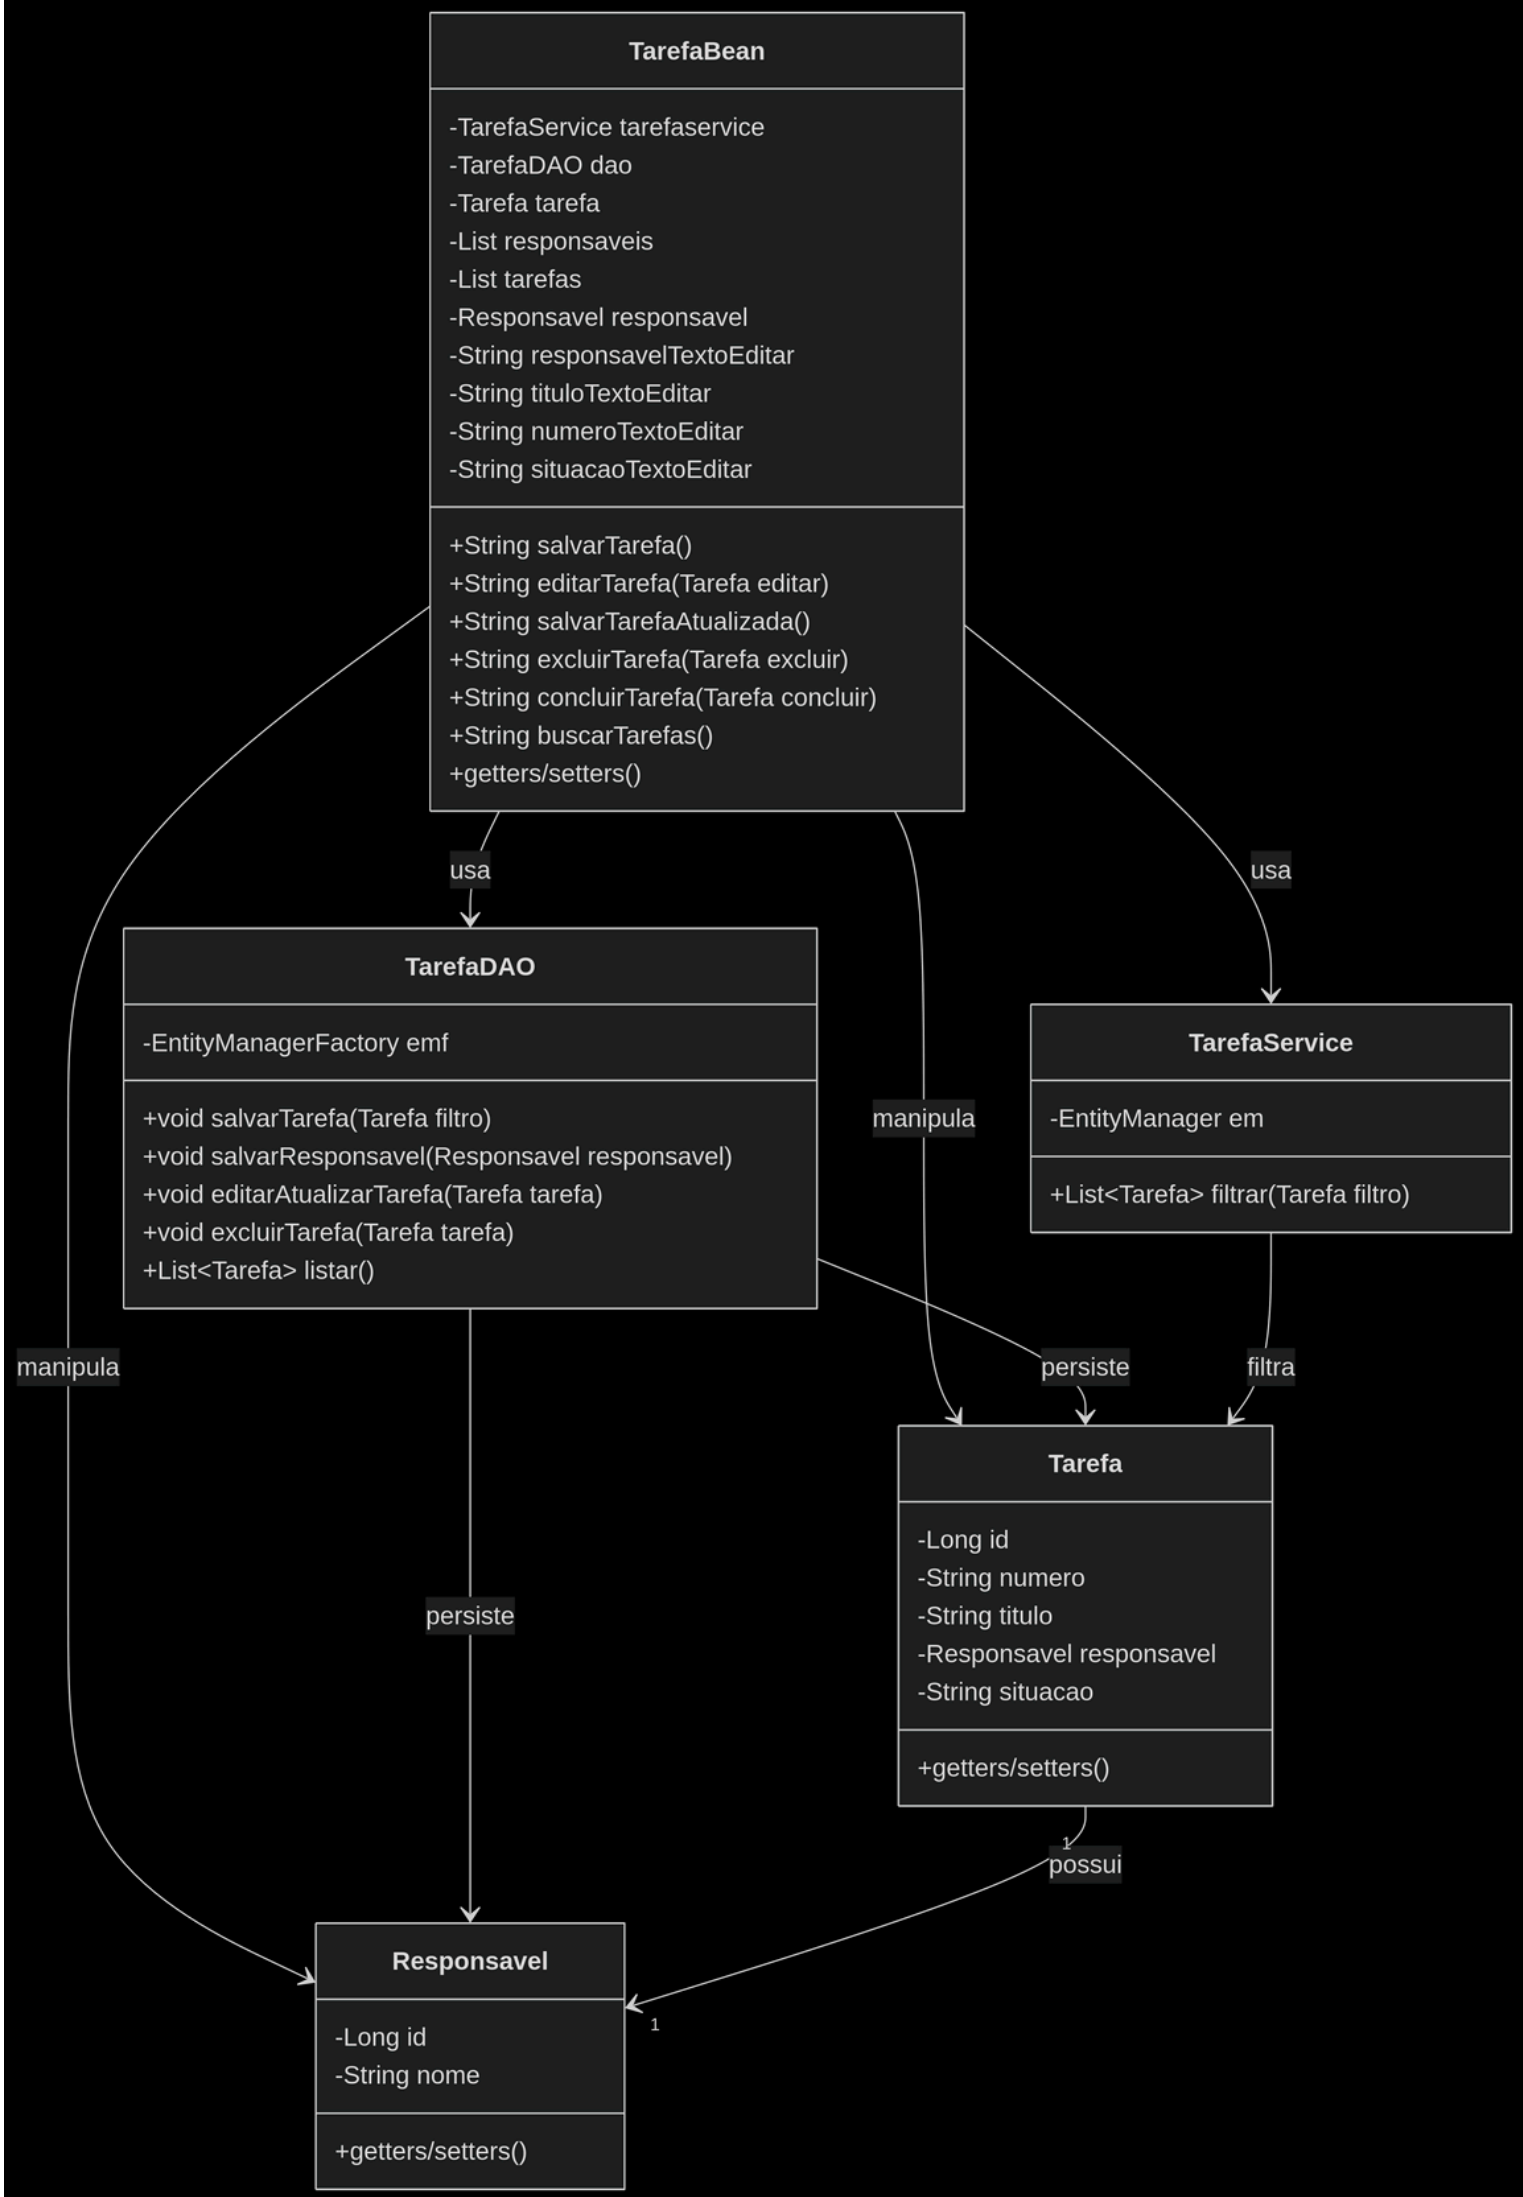 TarefaBean
-TarefaService tarefaservice
-TarefaDAO dao
-Tarefa tarefa
-List responsaveis
-List tarefas
-Responsavel responsavel
-String responsavelTextoEditar
-String tituloTextoEditar
-String numeroTextoEditar
-String situacaoTextoEditar
+String salvarTarefa()
+String editarTarefa(Tarefa editar)
+String salvarTarefaAtualizada()
+String excluirTarefa(Tarefa excluir)
+String concluirTarefa(Tarefa concluir)
+String buscarTarefas()
+getters/setters()
usa
usa
TarefaDAO
-EntityManagerFactory emf
+void salvarTarefa(Tarefa filtro)
+void salvarResponsavel(Responsavel responsavel)
+void editarAtualizarTarefa(Tarefa tarefa)
+void excluirTarefa(Tarefa tarefa)
+List<Tarefa> listar()
manipula
TarefaService
-EntityManager em
+List<Tarefa> filtrar(Tarefa filtro)
manipula
persiste
filtra
Tarefa
-Long id
-String numero
-String titulo
-Responsavel responsavel
-String situacao
+getters/setters()
persiste
1
possui
1
Responsavel
-Long id
-String nome
+getters/setters()